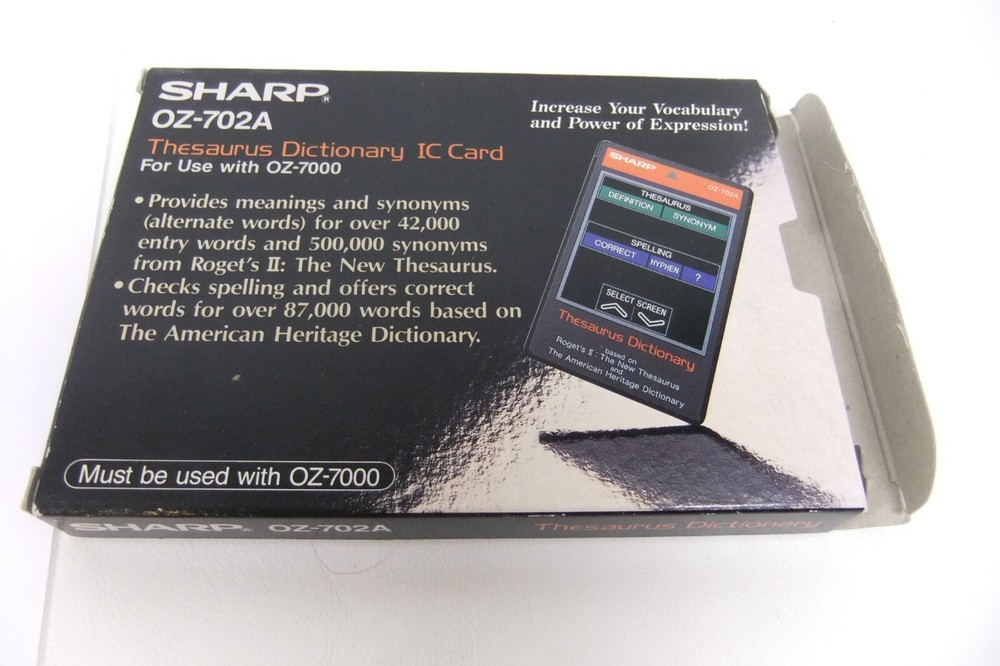 SHARP®
OZ-702A
Thesaurus Dictionary IC Card
For Use with OZ-7000
• Provides meanings and synonyms
(alternate words) for over 42,000
entry words and 500,000 synonyms
from Roget's II: The New Thesaurus.
• Checks spelling and offers correct
words for over 87,000 words based on
The American Heritage Dictionary.
Must be used with OZ-7000
Increase Your Vocabulary
and Power of Expression!
SHARP
OZ-702A
THESAURUS
DEFINITION SYNONYM
SPELLING
CORRECT HYPHEN ?
SELECT SCREEN
Thesaurus Dictionary
based on
Roget's II: The New Thesaurus
and
The American Heritage Dictionary
SHARP® OZ-702A Thesaurus Dictionary